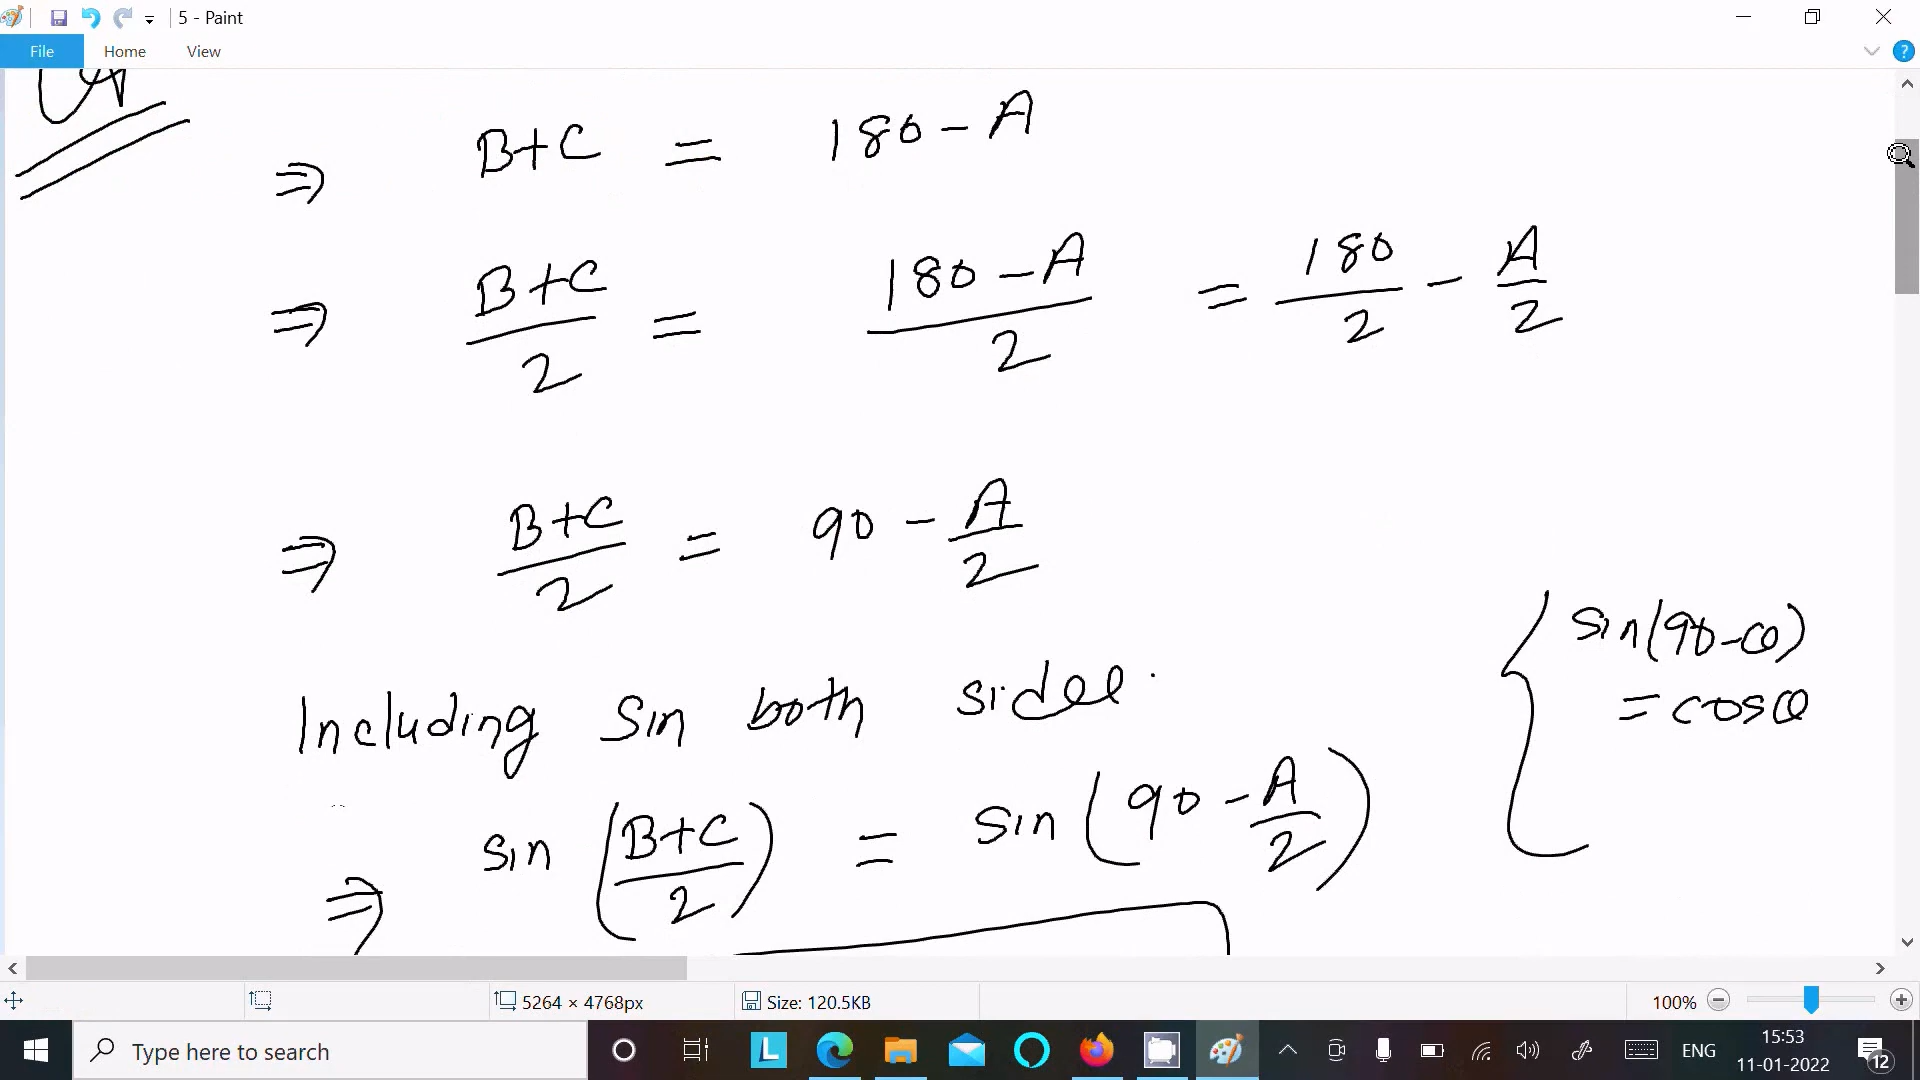 5 - Paint
File Home View
⇒ B+C = 180 - A
⇒ B+C/2 = 180 - A/2 = 180/2 - A/2
⇒ B+C/2 = 90 - A/2
sin(90-θ)
= cosθ
Including Sin both sides.
⇒ sin (B+C/2) = sin (90 - A/2)
5264 × 4768px Size: 120.5KB 100%
Type here to search
ENG 15:53
11-01-2022
12